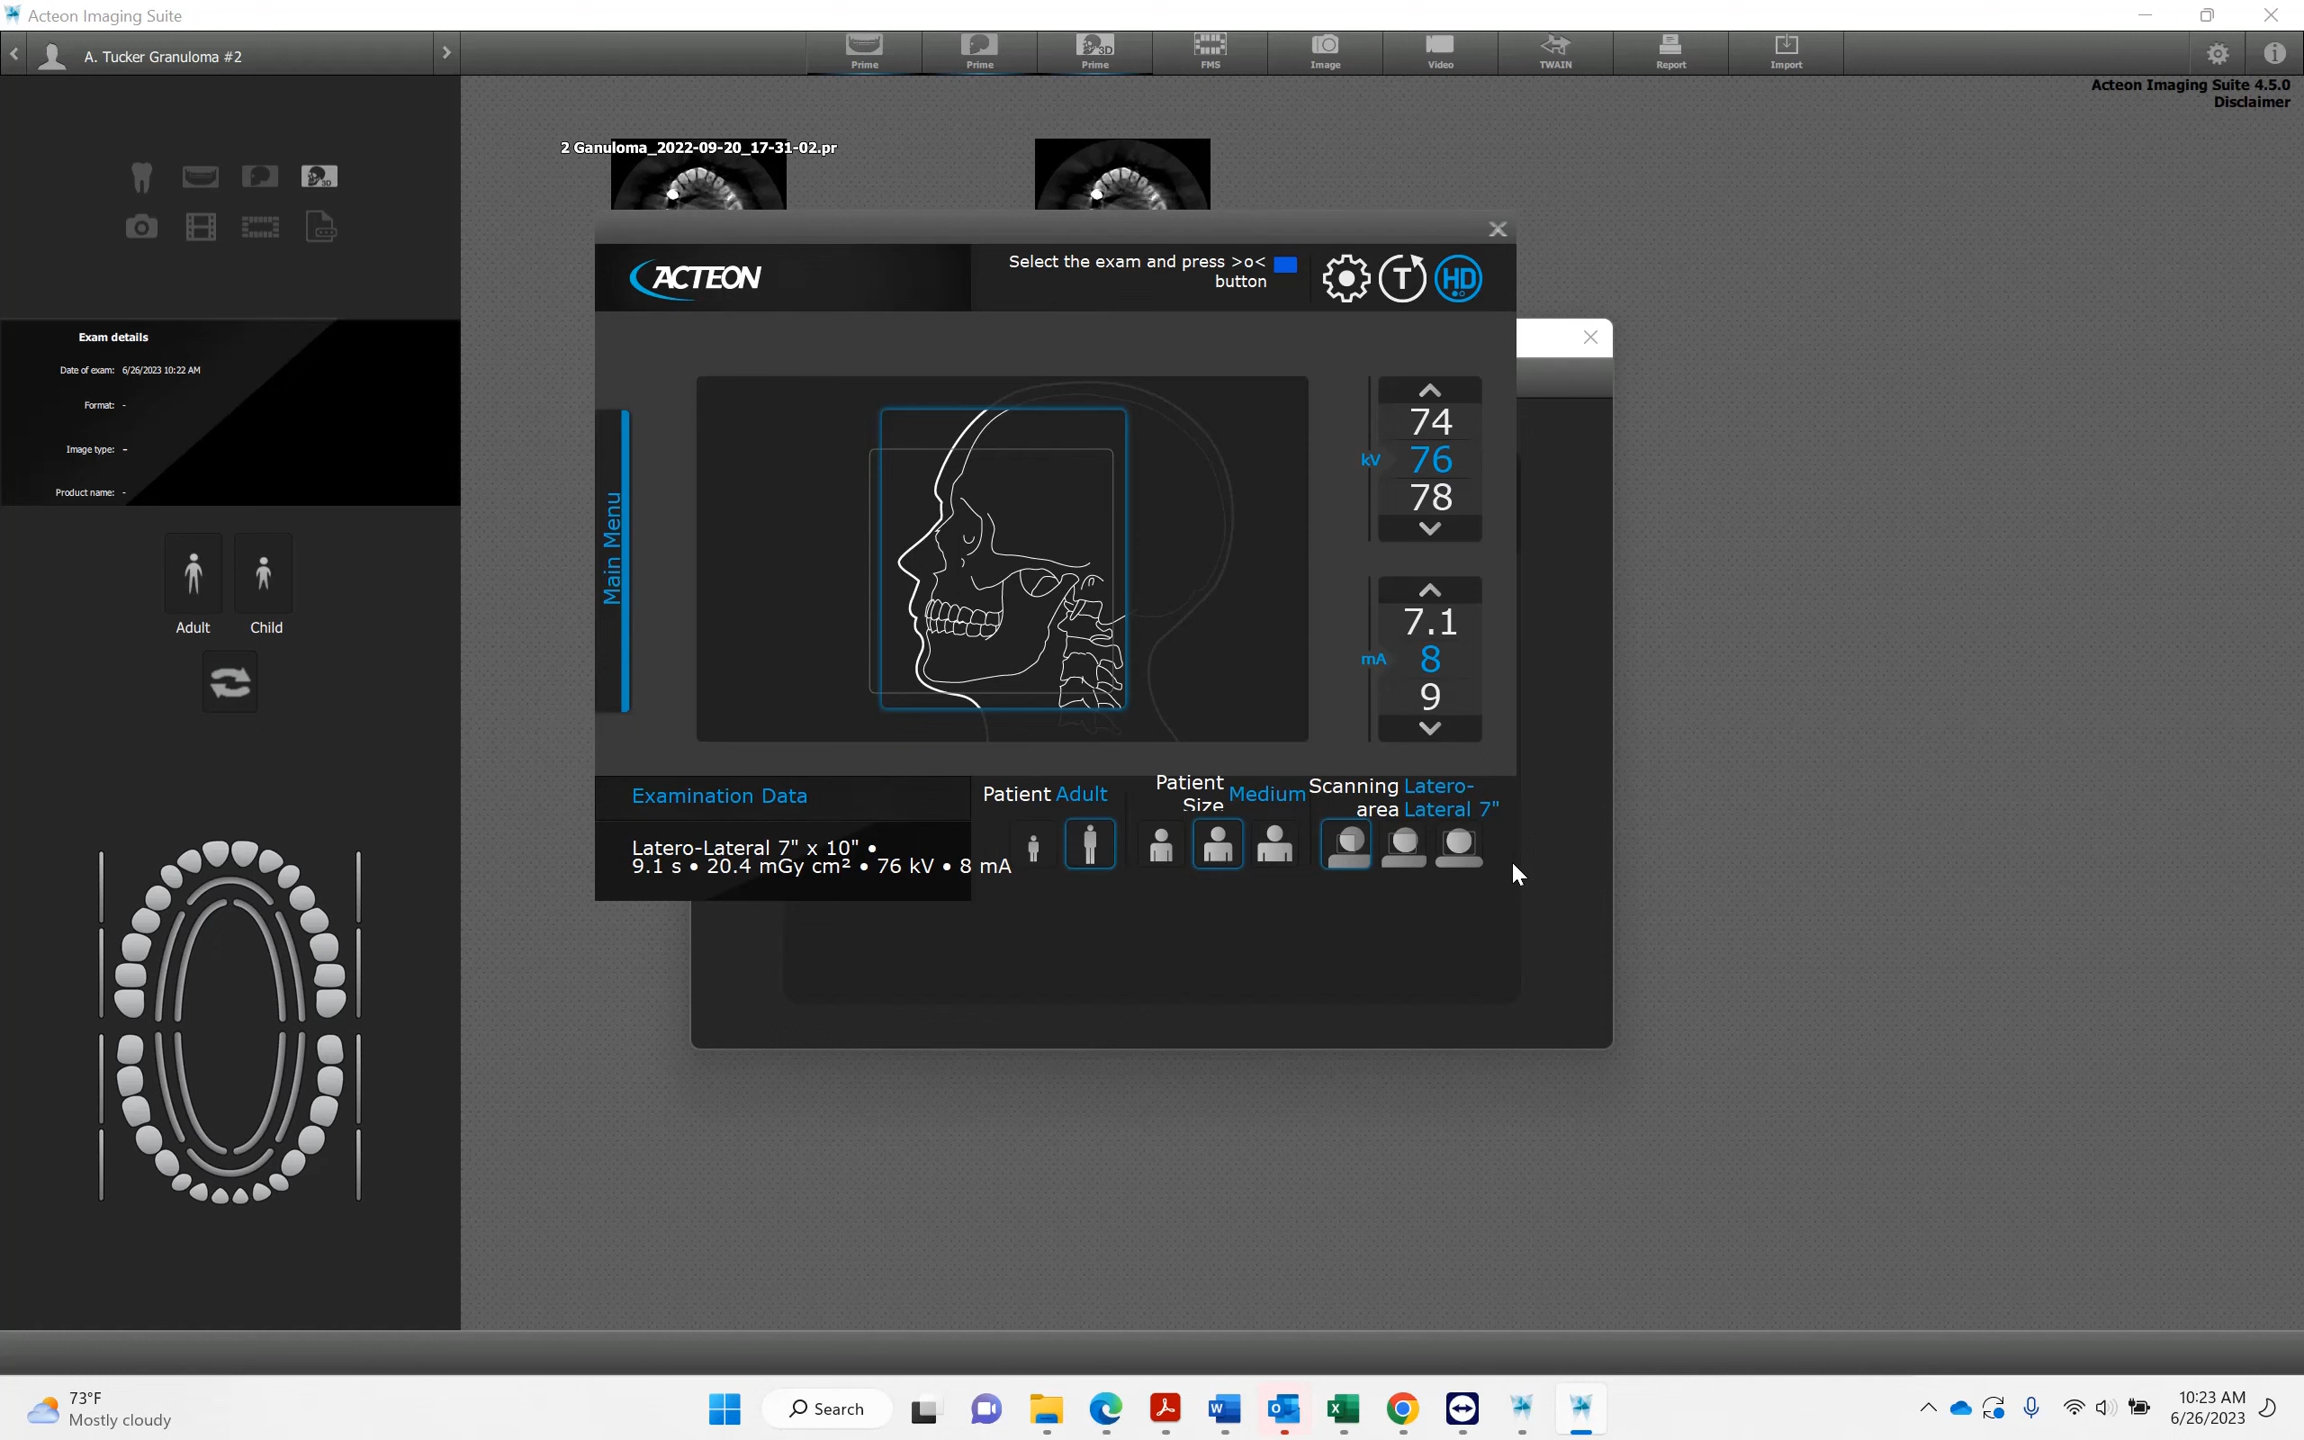 Acteon Imaging Suite
A. Tucker Granuloma #2
Prime
Prime
3D
Prime
FMS
Image
Video
TWAIN
Report
Import
Acteon Imaging Suite 4.5.0
Disclaimer
3D
2 Ganuloma_2022-09-20_17-31-02.pr
ACTEON
Select the exam and press >o<
button
T
HD
Exam details
Date of exam: 6/26/2023 10:22 AM
Format: -
Image type: -
Product name: -
Adult
Child
Main Menu
74
kV 76
78
7.1
mA 8
9
Examination Data
Latero-Lateral 7" x 10" •
9.1 s • 20.4 mGy cm² • 76 kV • 8 mA
Patient Adult
Patient
Size Medium
Scanning Latero-
area Lateral 7"
73°F
Mostly cloudy
Search
10:23 AM
6/26/2023